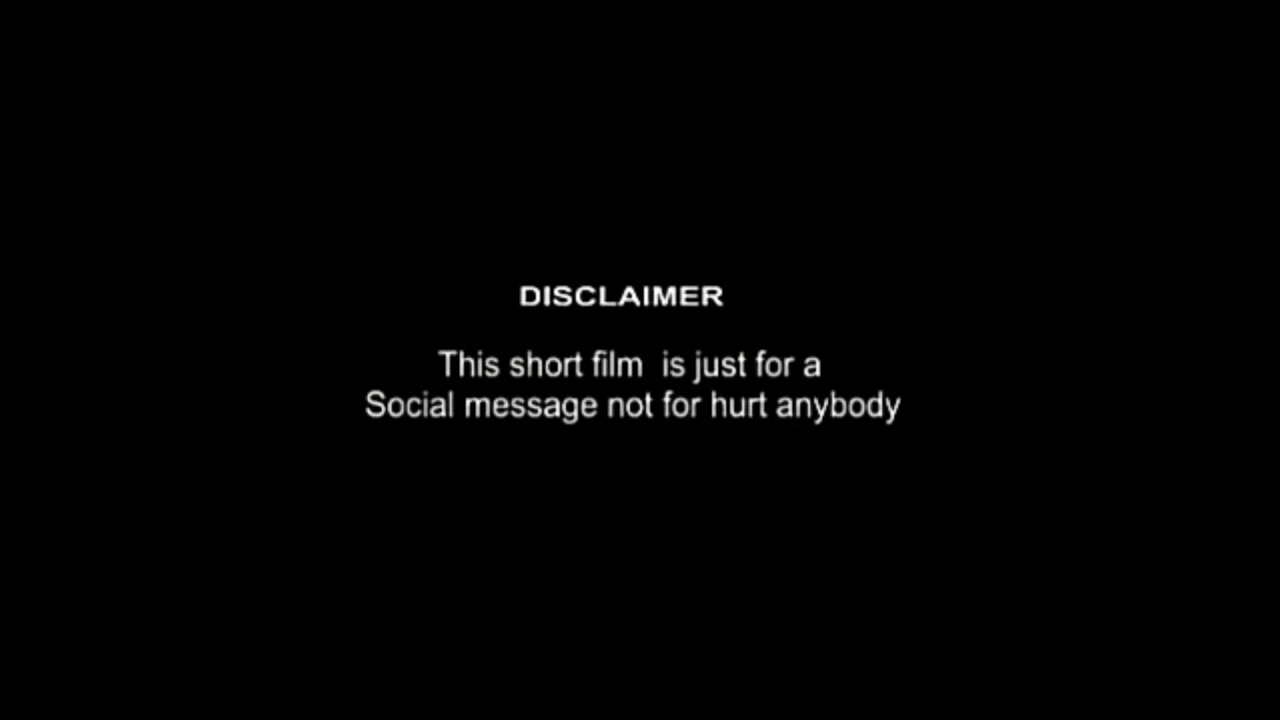 DISCLAIMER
This short film is just for a
Social message not for hurt anybody